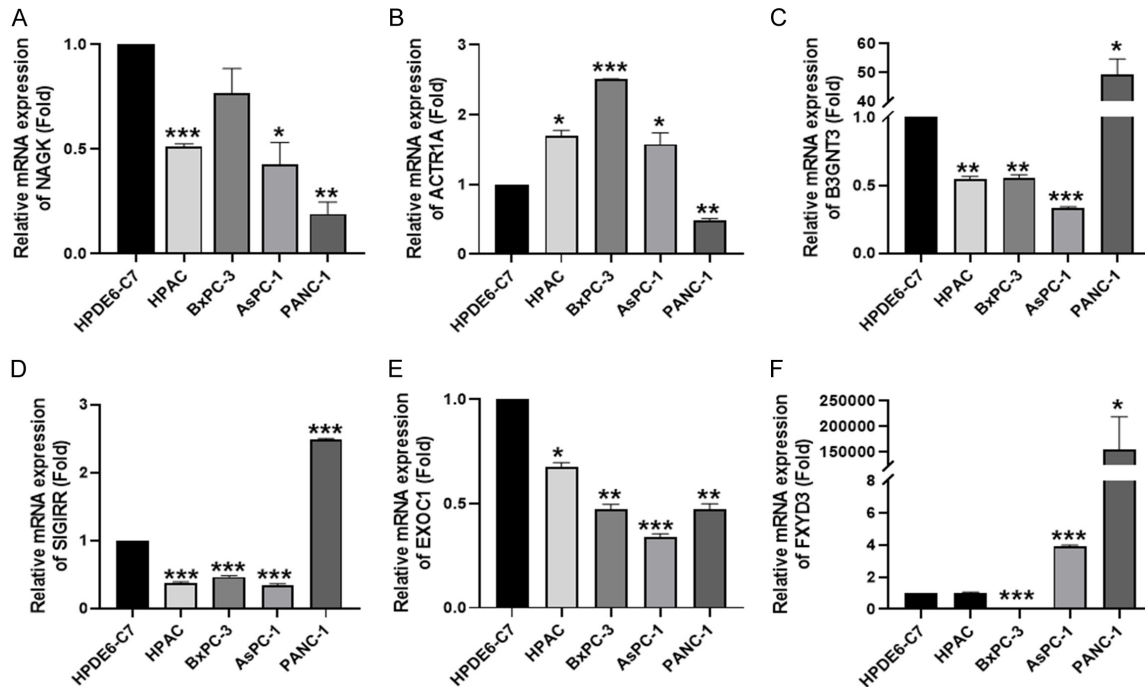 A
Relative mRNA expression
of NAGK (Fold)
1.0
0.5
0.0
***
*
**
HPDE6-C7
HPAC
BxPC-3
AsPC-1
PANC-1
B
Relative mRNA expression
of ACTR1A (Fold)
3
2
1
0
*
***
*
**
HPDE6-C7
HPAC
BxPC-3
AsPC-1
PANC-1
C
Relative mRNA expression
of B3GNT3 (Fold)
60
50
40
1.0
0.5
0.0
**
**
***
*
HPDE6-C7
HPAC
BxPC-3
AsPC-1
PANC-1
D
Relative mRNA expression
of SIGIRR (Fold)
3
2
1
0
***
***
***
***
HPDE6-C7
HPAC
BxPC-3
AsPC-1
PANC-1
E
Relative mRNA expression
of EXOC1 (Fold)
1.0
0.5
0.0
*
**
***
**
HPDE6-C7
HPAC
BxPC-3
AsPC-1
PANC-1
F
Relative mRNA expression
of FXYD3 (Fold)
250000
200000
150000
8
6
4
2
0
***
***
*
HPDE6-C7
HPAC
BxPC-3
AsPC-1
PANC-1